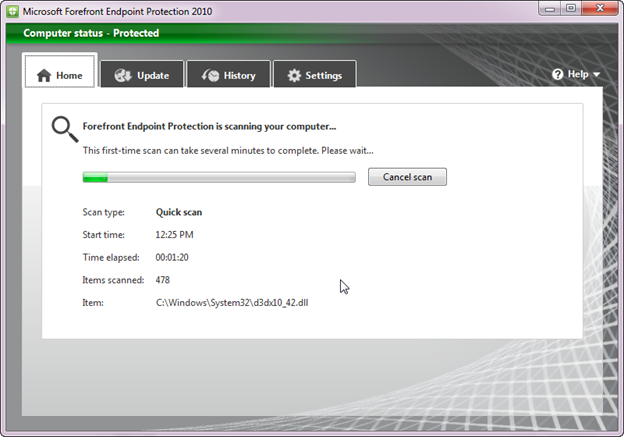 Microsoft Forefront Endpoint Protection 2010
Computer status - Protected
Home Update History Settings Help
Forefront Endpoint Protection is scanning your computer...
This first-time scan can take several minutes to complete. Please wait...
Cancel scan
Scan type: Quick scan
Start time: 12:25 PM
Time elapsed: 00:01:20
Items scanned: 478
Item: C:\Windows\System32\d3dx10_42.dll